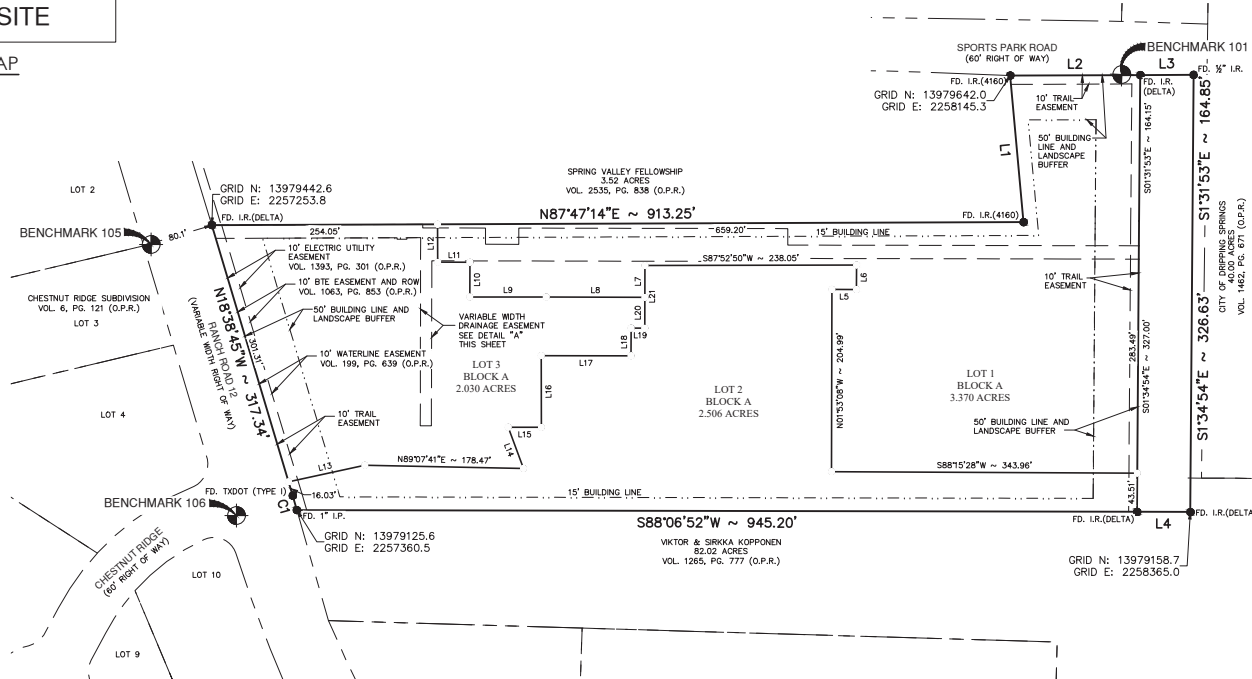 SITE
AP
SPORTS PARK ROAD
(60' RIGHT OF WAY)
L2
BENCHMARK 101
L3
FD. ½" I.R.
FD. I.R.(4160)
FD. I.R.
(DELTA)
GRID N: 13979642.0
GRID E: 2258145.3
10' TRAIL
EASEMENT
50' BUILDING
LINE AND
LANDSCAPE
BUFFER
S01°31'53"E ~ 164.15'
S1°31'53"E ~ 164.85'
L1
SPRING VALLEY FELLOWSHIP
3.52 ACRES
VOL. 2535, PG. 838 (O.P.R.)
LOT 2
GRID N: 13979442.6
GRID E: 2257253.8
FD. I.R.(DELTA)
N87°47'14"E ~ 913.25'
FD. I.R.(4160)
BENCHMARK 105
80.1'
254.05'
659.20'
15' BUILDING LINE
CITY OF DRIPPING SPRINGS
40.00 ACRES
VOL. 1462, PG. 671 (O.P.R.)
10' ELECTRIC UTILITY
EASEMENT
VOL. 1393, PG. 301 (O.P.R.)
L12
L11
S87°52'50"W ~ 238.05'
L10
L9
L8
L7
L21
L6
L5
10' TRAIL
EASEMENT
10' BTE EASEMENT AND ROW
VOL. 1063, PG. 853 (O.P.R.)
CHESTNUT RIDGE SUBDIVISION
VOL. 6, PG. 121 (O.P.R.)
LOT 3
50' BUILDING LINE AND
LANDSCAPE BUFFER
VARIABLE WIDTH
DRAINAGE EASEMENT
SEE DETAIL "A"
THIS SHEET
L20
L19
L18
L17
N18°38'45"W ~ 317.34'
RANCH ROAD 12
(VARIABLE WIDTH RIGHT OF WAY)
301.31'
10' WATERLINE EASEMENT
VOL. 199, PG. 639 (O.P.R.)
LOT 3
BLOCK A
2.030 ACRES
L16
LOT 2
BLOCK A
2.506 ACRES
N01°53'08"W ~ 204.99'
LOT 1
BLOCK A
3.370 ACRES
283.49'
S01°34'54"E ~ 327.00'
S1°34'54"E ~ 326.63'
LOT 4
10' TRAIL
EASEMENT
L15
L14
50' BUILDING LINE AND
LANDSCAPE BUFFER
L13
N89°07'41"E ~ 178.47'
S88°15'28"W ~ 343.96'
FD. TXDOT (TYPE I)
16.03'
15' BUILDING LINE
43.51'
BENCHMARK 106
C1
FD. 1" I.P.
S88°06'52"W ~ 945.20'
FD. I.R.(DELTA)
L4
FD. I.R.(DELTA
GRID N: 13979125.6
GRID E: 2257360.5
VIKTOR & SIRKKA KOPPONEN
82.02 ACRES
VOL. 1265, PG. 777 (O.P.R.)
GRID N: 13979158.7
GRID E: 2258365.0
CHESTNUT RIDGE
(60' RIGHT OF WAY)
LOT 10
LOT 9